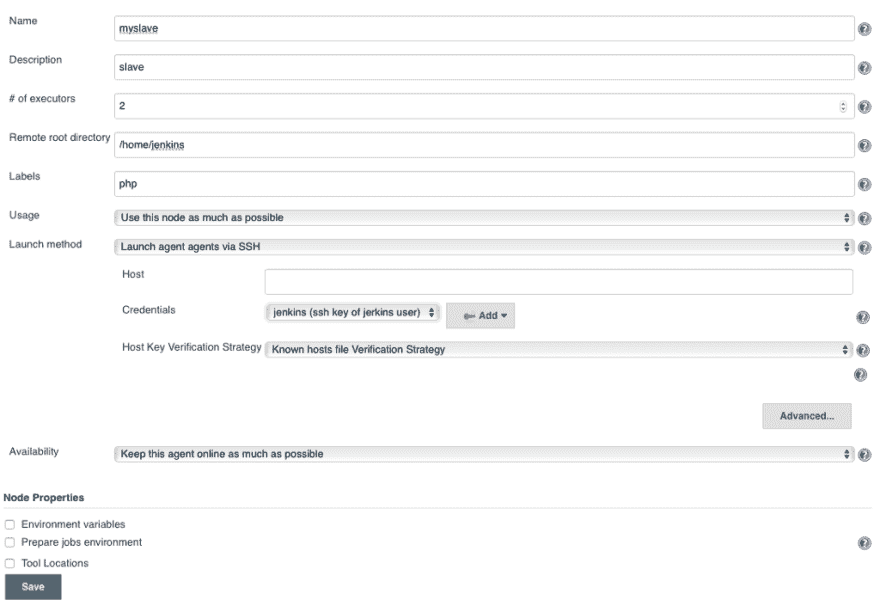 Name
myslave
Description
slave
# of executors
2
Remote root directory
/home/jenkins
Labels
php
Usage
Use this node as much as possible
Launch method
Launch agent agents via SSH
Host
Credentials
jenkins (ssh key of jerkins user)
Add
Host Key Verification Strategy
Known hosts file Verification Strategy
Advanced...
Availability
Keep this agent online as much as possible
Node Properties
Environment variables
Prepare jobs environment
Tool Locations
Save